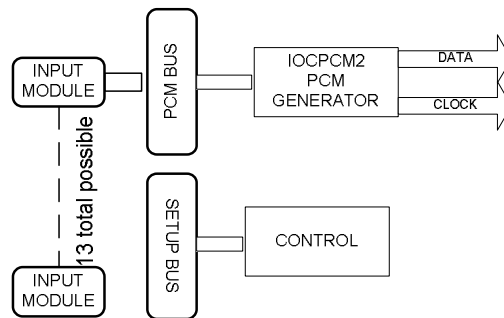 INPUT
MODULE
PCM BUS
IOCPCM2
PCM
GENERATOR
DATA
CLOCK
13 total possible
INPUT
MODULE
SETUP BUS
CONTROL